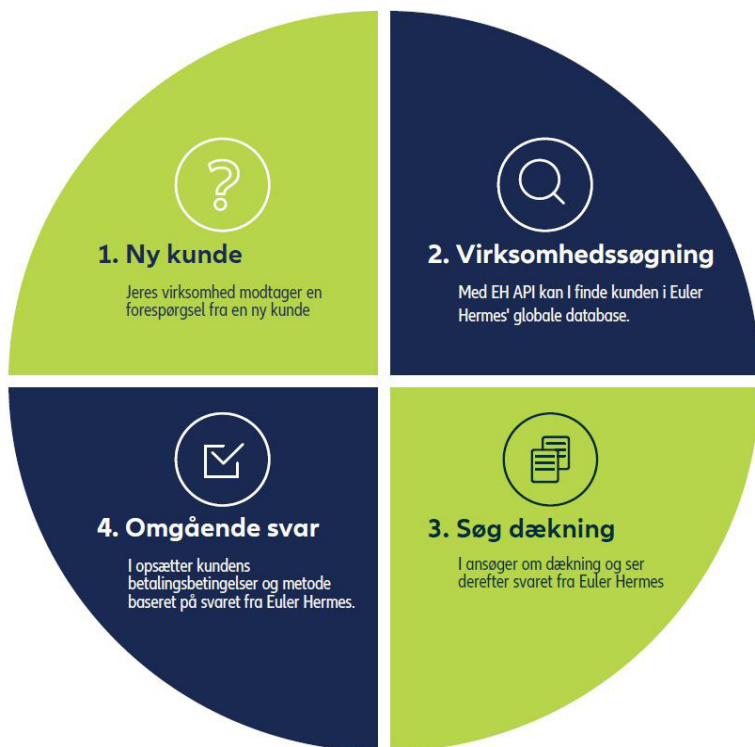 1. Ny kunde
Jeres virksomhed modtager en
forespørgsel fra en ny kunde
2. Virksomhedssøgning
Med EH API kan I finde kunden i Euler
Hermes' globale database.
3. Søg dækning
I ansøger om dækning og ser
derefter svaret fra Euler Hermes
4. Omgående svar
I opsætter kundens
betalingsbetingelser og metode
baseret på svaret fra Euler Hermes.